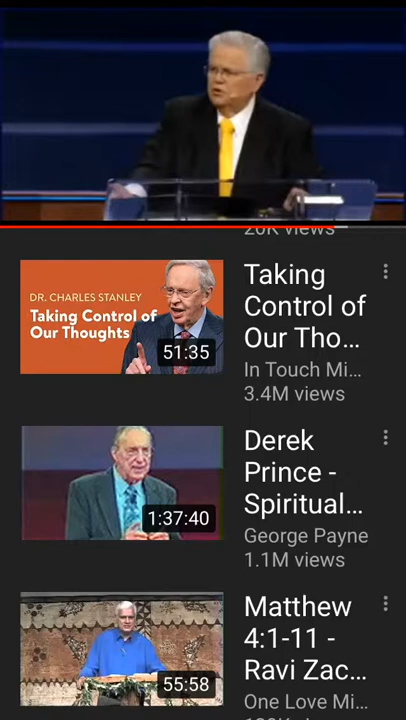 20K views
DR. CHARLES STANLEY
Taking Control of
Our Thoughts
51:35
Taking
Control of
Our Tho...
In Touch Mi...
3.4M views
1:37:40
Derek
Prince -
Spiritual...
George Payne
1.1M views
55:58
Matthew
4:1-11 -
Ravi Zac...
One Love Mi...